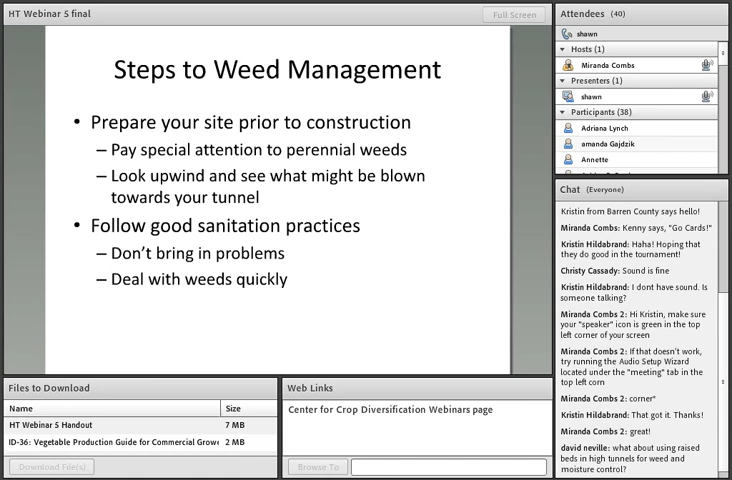 HT Webinar 5 final
Full Screen
Steps to Weed Management
• Prepare your site prior to construction
– Pay special attention to perennial weeds
– Look upwind and see what might be blown
towards your tunnel
• Follow good sanitation practices
– Don't bring in problems
– Deal with weeds quickly
Files to Download
Name Size
HT Webinar 5 Handout 7 MB
ID-36: Vegetable Production Guide for Commercial Growe 2 MB
Download File(s)
Web Links
Center for Crop Diversification Webinars page
Browse To
Attendees (40)
shawn
Hosts (1)
Miranda Combs
Presenters (1)
shawn
Participants (38)
Adriana Lynch
amanda Gajdzik
Annette
Chat (Everyone)
Kristin from Barren County says hello!
Miranda Combs: Kenny says, "Go Cards!"
Kristin Hildabrand: Haha! Hoping that
they do good in the tournament!
Christy Cassady: Sound is fine
Kristin Hildabrand: I dont have sound. Is
someone talking?
Miranda Combs 2: Hi Kristin, make sure
your "speaker" icon is green in the top
left corner of your screen
Miranda Combs 2: If that doesn't work,
try running the Audio Setup Wizard
located under the "meeting" tab in the
top left corn
Miranda Combs 2: corner*
Kristin Hildabrand: That got it. Thanks!
Miranda Combs 2: great!
david neville: what about using raised
beds in high tunnels for weed and
moisture control?